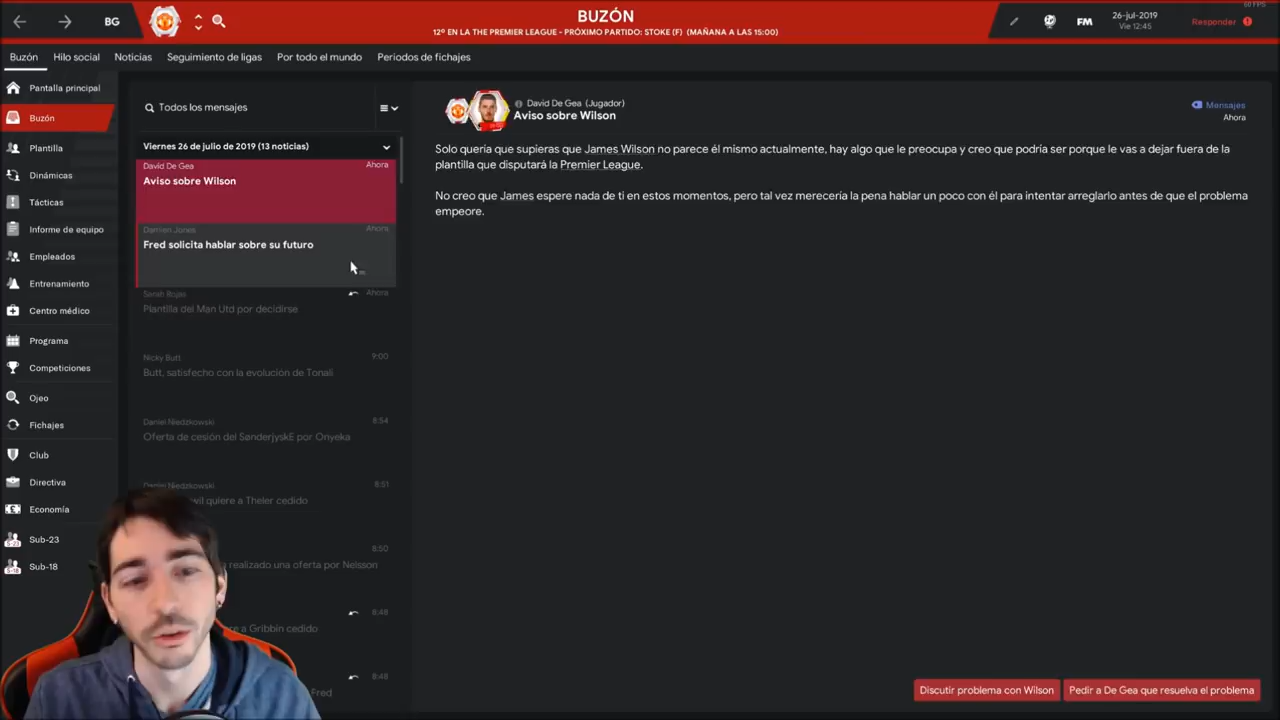 60 FPS
BG
BUZÓN
12º EN LA THE PREMIER LEAGUE - PRÓXIMO PARTIDO: STOKE (F) (MAÑANA A LAS 15:00)
FM
26-jul-2019
Vie 12:45
Responder
Buzón
Hilo social
Noticias
Seguimiento de ligas
Por todo el mundo
Periodos de fichajes
Pantalla principal
Buzón
Plantilla
Dinámicas
Tácticas
Informe de equipo
Empleados
Entrenamiento
Centro médico
Programa
Competiciones
Ojeo
Fichajes
Club
Directiva
Economía
Sub-23
Sub-18
Todos los mensajes
Viernes 26 de julio de 2019 (13 noticias)
David De Gea
Ahora
Aviso sobre Wilson
Damien Jones
Ahora
Fred solicita hablar sobre su futuro
Sarah Rojas
Ahora
Plantilla del Man Utd por decidirse
Nicky Butt
9:00
Butt, satisfecho con la evolución de Tonali
Daniel Niedzkowski
8:54
Oferta de cesión del SønderjyskE por Onyeka
Daniel Niedzkowski
8:51
wil quiere a Theler cedido
8:50
realizado una oferta por Nelsson
8:48
a Gribbin cedido
8:48
Fred
David De Gea (Jugador)
Aviso sobre Wilson
Mensajes
Ahora
Solo quería que supieras que James Wilson no parece él mismo actualmente, hay algo que le preocupa y creo que podría ser porque le vas a dejar fuera de la
plantilla que disputará la Premier League.
No creo que James espere nada de ti en estos momentos, pero tal vez merecería la pena hablar un poco con él para intentar arreglarlo antes de que el problema
empeore.
Discutir problema con Wilson
Pedir a De Gea que resuelva el problema